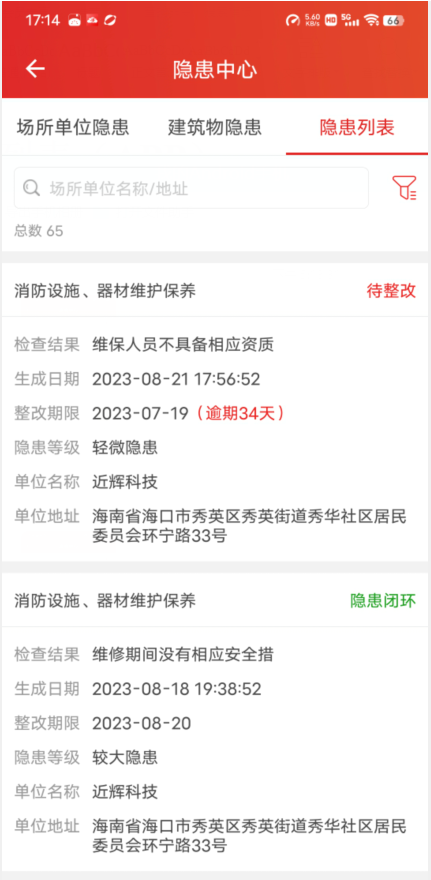 17:14
5.60 KB/s HD 5G 66
隐患中心
场所单位隐患 建筑物隐患 隐患列表
场所单位名称/地址
总数 65
消防设施、器材维护保养 待整改
检查结果 维保人员不具备相应资质
生成日期 2023-08-21 17:56:52
整改期限 2023-07-19（逾期34天）
隐患等级 轻微隐患
单位名称 近辉科技
单位地址 海南省海口市秀英区秀英街道秀华社区居民
委员会环宁路33号
消防设施、器材维护保养 隐患闭环
检查结果 维修期间没有相应安全措
生成日期 2023-08-18 19:38:52
整改期限 2023-08-20
隐患等级 较大隐患
单位名称 近辉科技
单位地址 海南省海口市秀英区秀英街道秀华社区居民
委员会环宁路33号